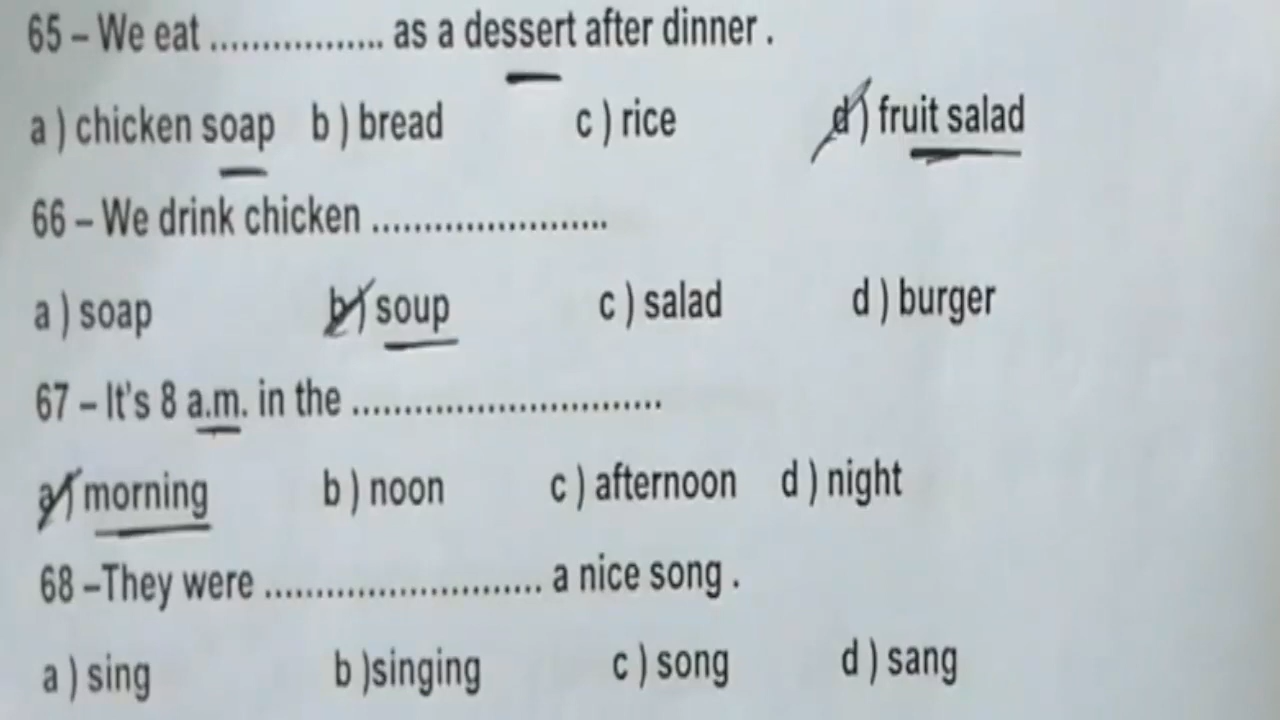 65 – We eat ................. as a dessert after dinner .
a ) chicken soap b ) bread c ) rice d ) fruit salad
66 – We drink chicken .......................
a ) soap b ) soup c ) salad d ) burger
67 – It's 8 a.m. in the ..............................
a ) morning b ) noon c ) afternoon d ) night
68 –They were ........................... a nice song .
a ) sing b )singing c ) song d ) sang